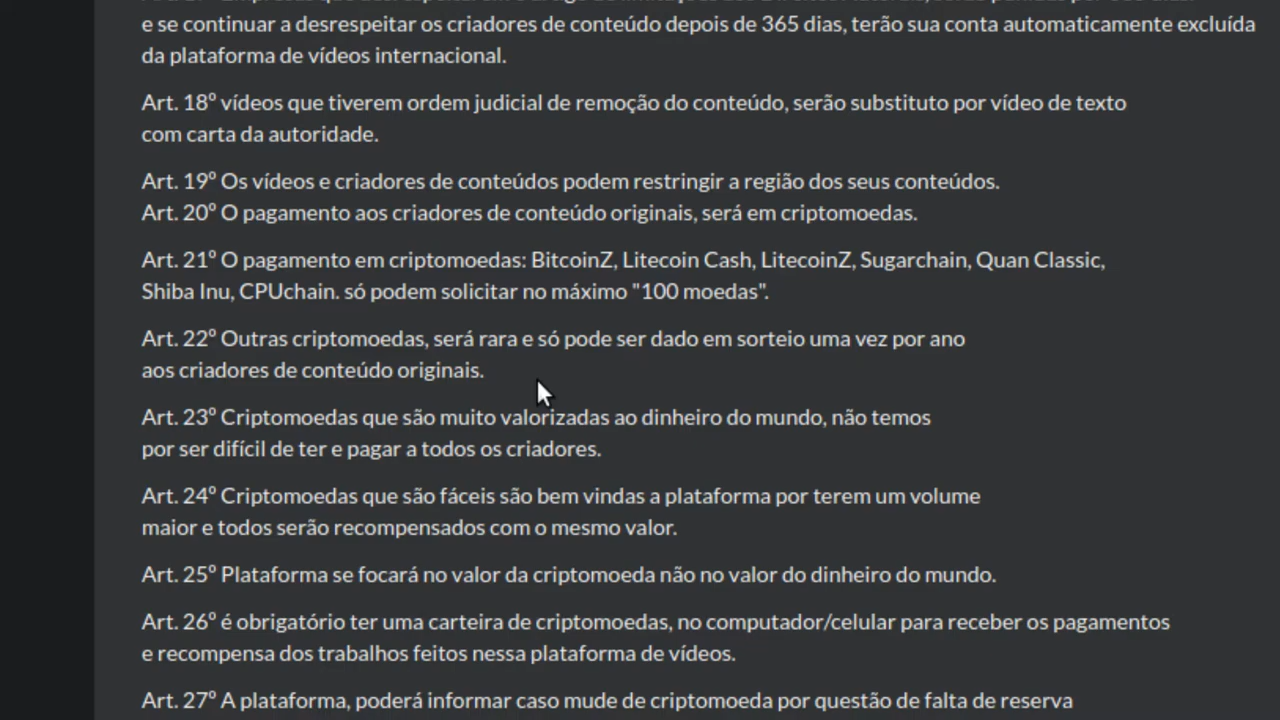 e se continuar a desrespeitar os criadores de conteúdo depois de 365 dias, terão sua conta automaticamente excluída
da plataforma de vídeos internacional.
Art. 18º vídeos que tiverem ordem judicial de remoção do conteúdo, serão substituto por vídeo de texto
com carta da autoridade.
Art. 19º Os vídeos e criadores de conteúdos podem restringir a região dos seus conteúdos.
Art. 20º O pagamento aos criadores de conteúdo originais, será em criptomoedas.
Art. 21º O pagamento em criptomoedas: BitcoinZ, Litecoin Cash, LitecoinZ, Sugarchain, Quan Classic,
Shiba Inu, CPUchain. só podem solicitar no máximo "100 moedas".
Art. 22º Outras criptomoedas, será rara e só pode ser dado em sorteio uma vez por ano
aos criadores de conteúdo originais.
Art. 23º Criptomoedas que são muito valorizadas ao dinheiro do mundo, não temos
por ser difícil de ter e pagar a todos os criadores.
Art. 24º Criptomoedas que são fáceis são bem vindas a plataforma por terem um volume
maior e todos serão recompensados com o mesmo valor.
Art. 25º Plataforma se focará no valor da criptomoeda não no valor do dinheiro do mundo.
Art. 26º é obrigatório ter uma carteira de criptomoedas, no computador/celular para receber os pagamentos
e recompensa dos trabalhos feitos nessa plataforma de vídeos.
Art. 27º A plataforma, poderá informar caso mude de criptomoeda por questão de falta de reserva